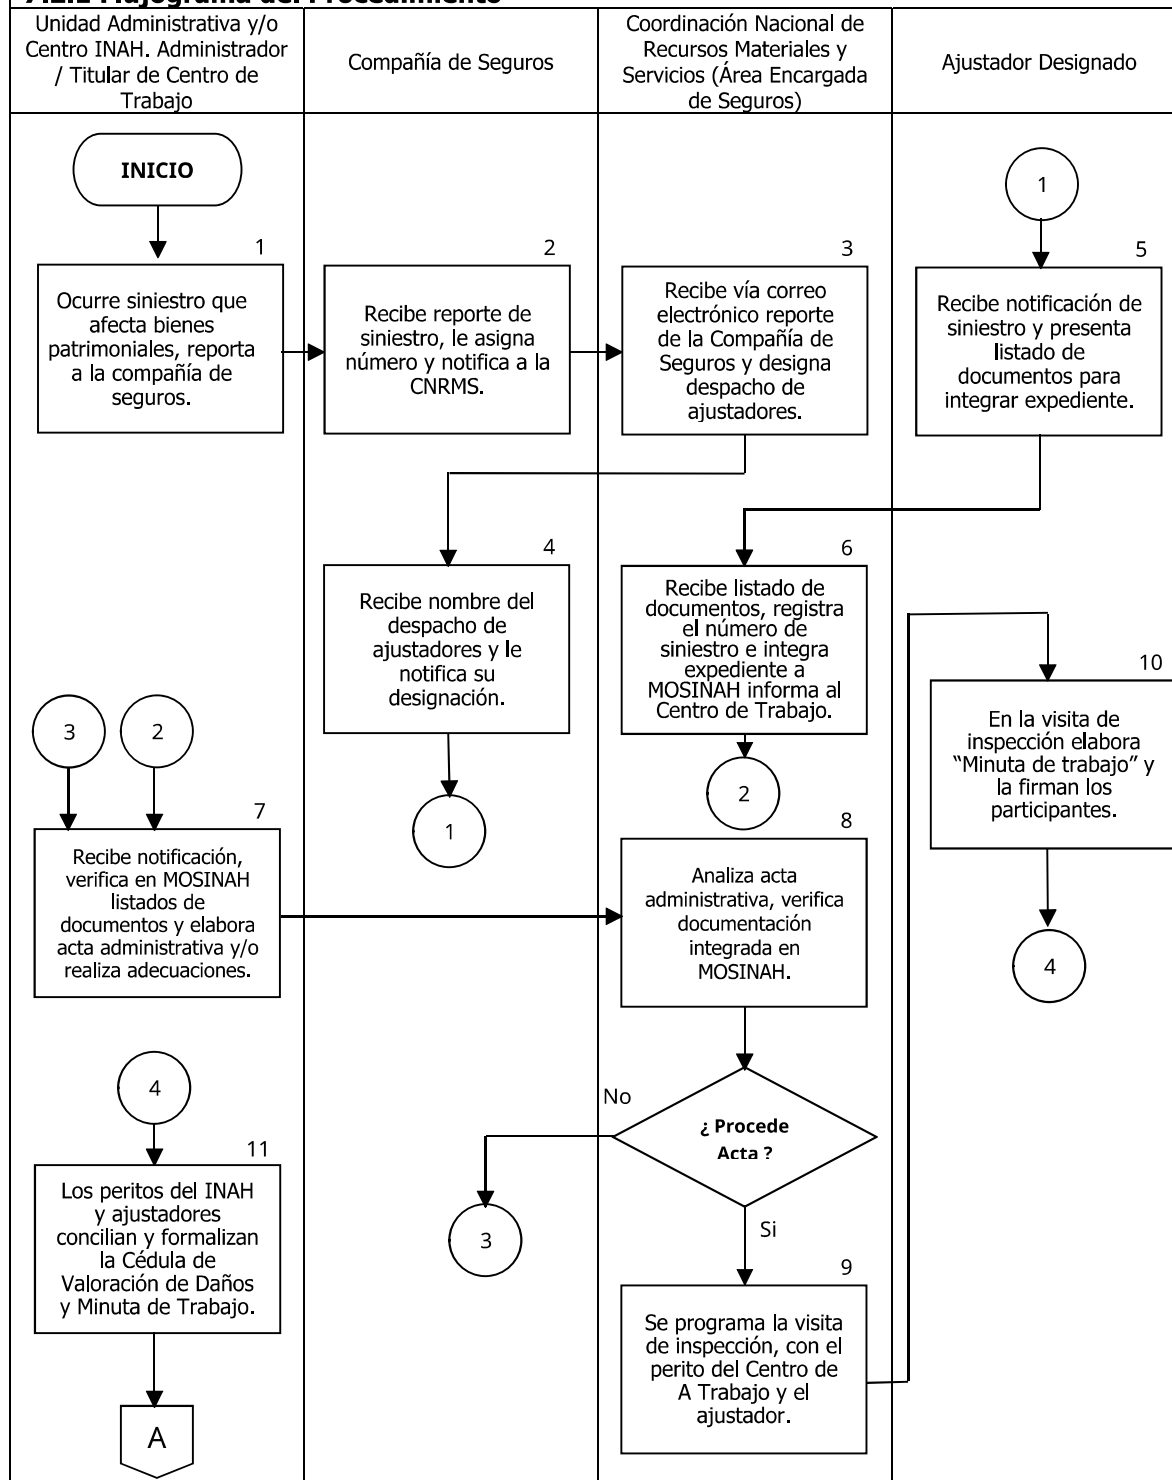 7.2.2 Flujograma del Procedimiento
Unidad Administrativa y/o
Centro INAH. Administrador
/ Titular de Centro de
Trabajo
Compañía de Seguros
Coordinación Nacional de
Recursos Materiales y
Servicios (Área Encargada
de Seguros)
Ajustador Designado
INICIO
1
1
Ocurre siniestro que
afecta bienes
patrimoniales, reporta
a la compañía de
seguros.
2
Recibe reporte de
siniestro, le asigna
número y notifica a la
CNRMS.
3
Recibe vía correo
electrónico reporte
de la Compañía de
Seguros y designa
despacho de
ajustadores.
5
Recibe notificación de
siniestro y presenta
listado de
documentos para
integrar expediente.
4
Recibe nombre del
despacho de
ajustadores y le
notifica su
designación.
1
6
Recibe listado de
documentos, registra
el número de
siniestro e integra
expediente a
MOSINAH informa al
Centro de Trabajo.
2
3
2
7
Recibe notificación,
verifica en MOSINAH
listados de
documentos y elabora
acta administrativa y/o
realiza adecuaciones.
8
Analiza acta
administrativa, verifica
documentación
integrada en
MOSINAH.
¿ Procede
Acta ?
No
3
Si
9
Se programa la visita
de inspección, con el
perito del Centro de
A Trabajo y el
ajustador.
10
En la visita de
inspección elabora
“Minuta de trabajo” y
la firman los
participantes.
4
4
11
Los peritos del INAH
y ajustadores
concilian y formalizan
la Cédula de
Valoración de Daños
y Minuta de Trabajo.
A